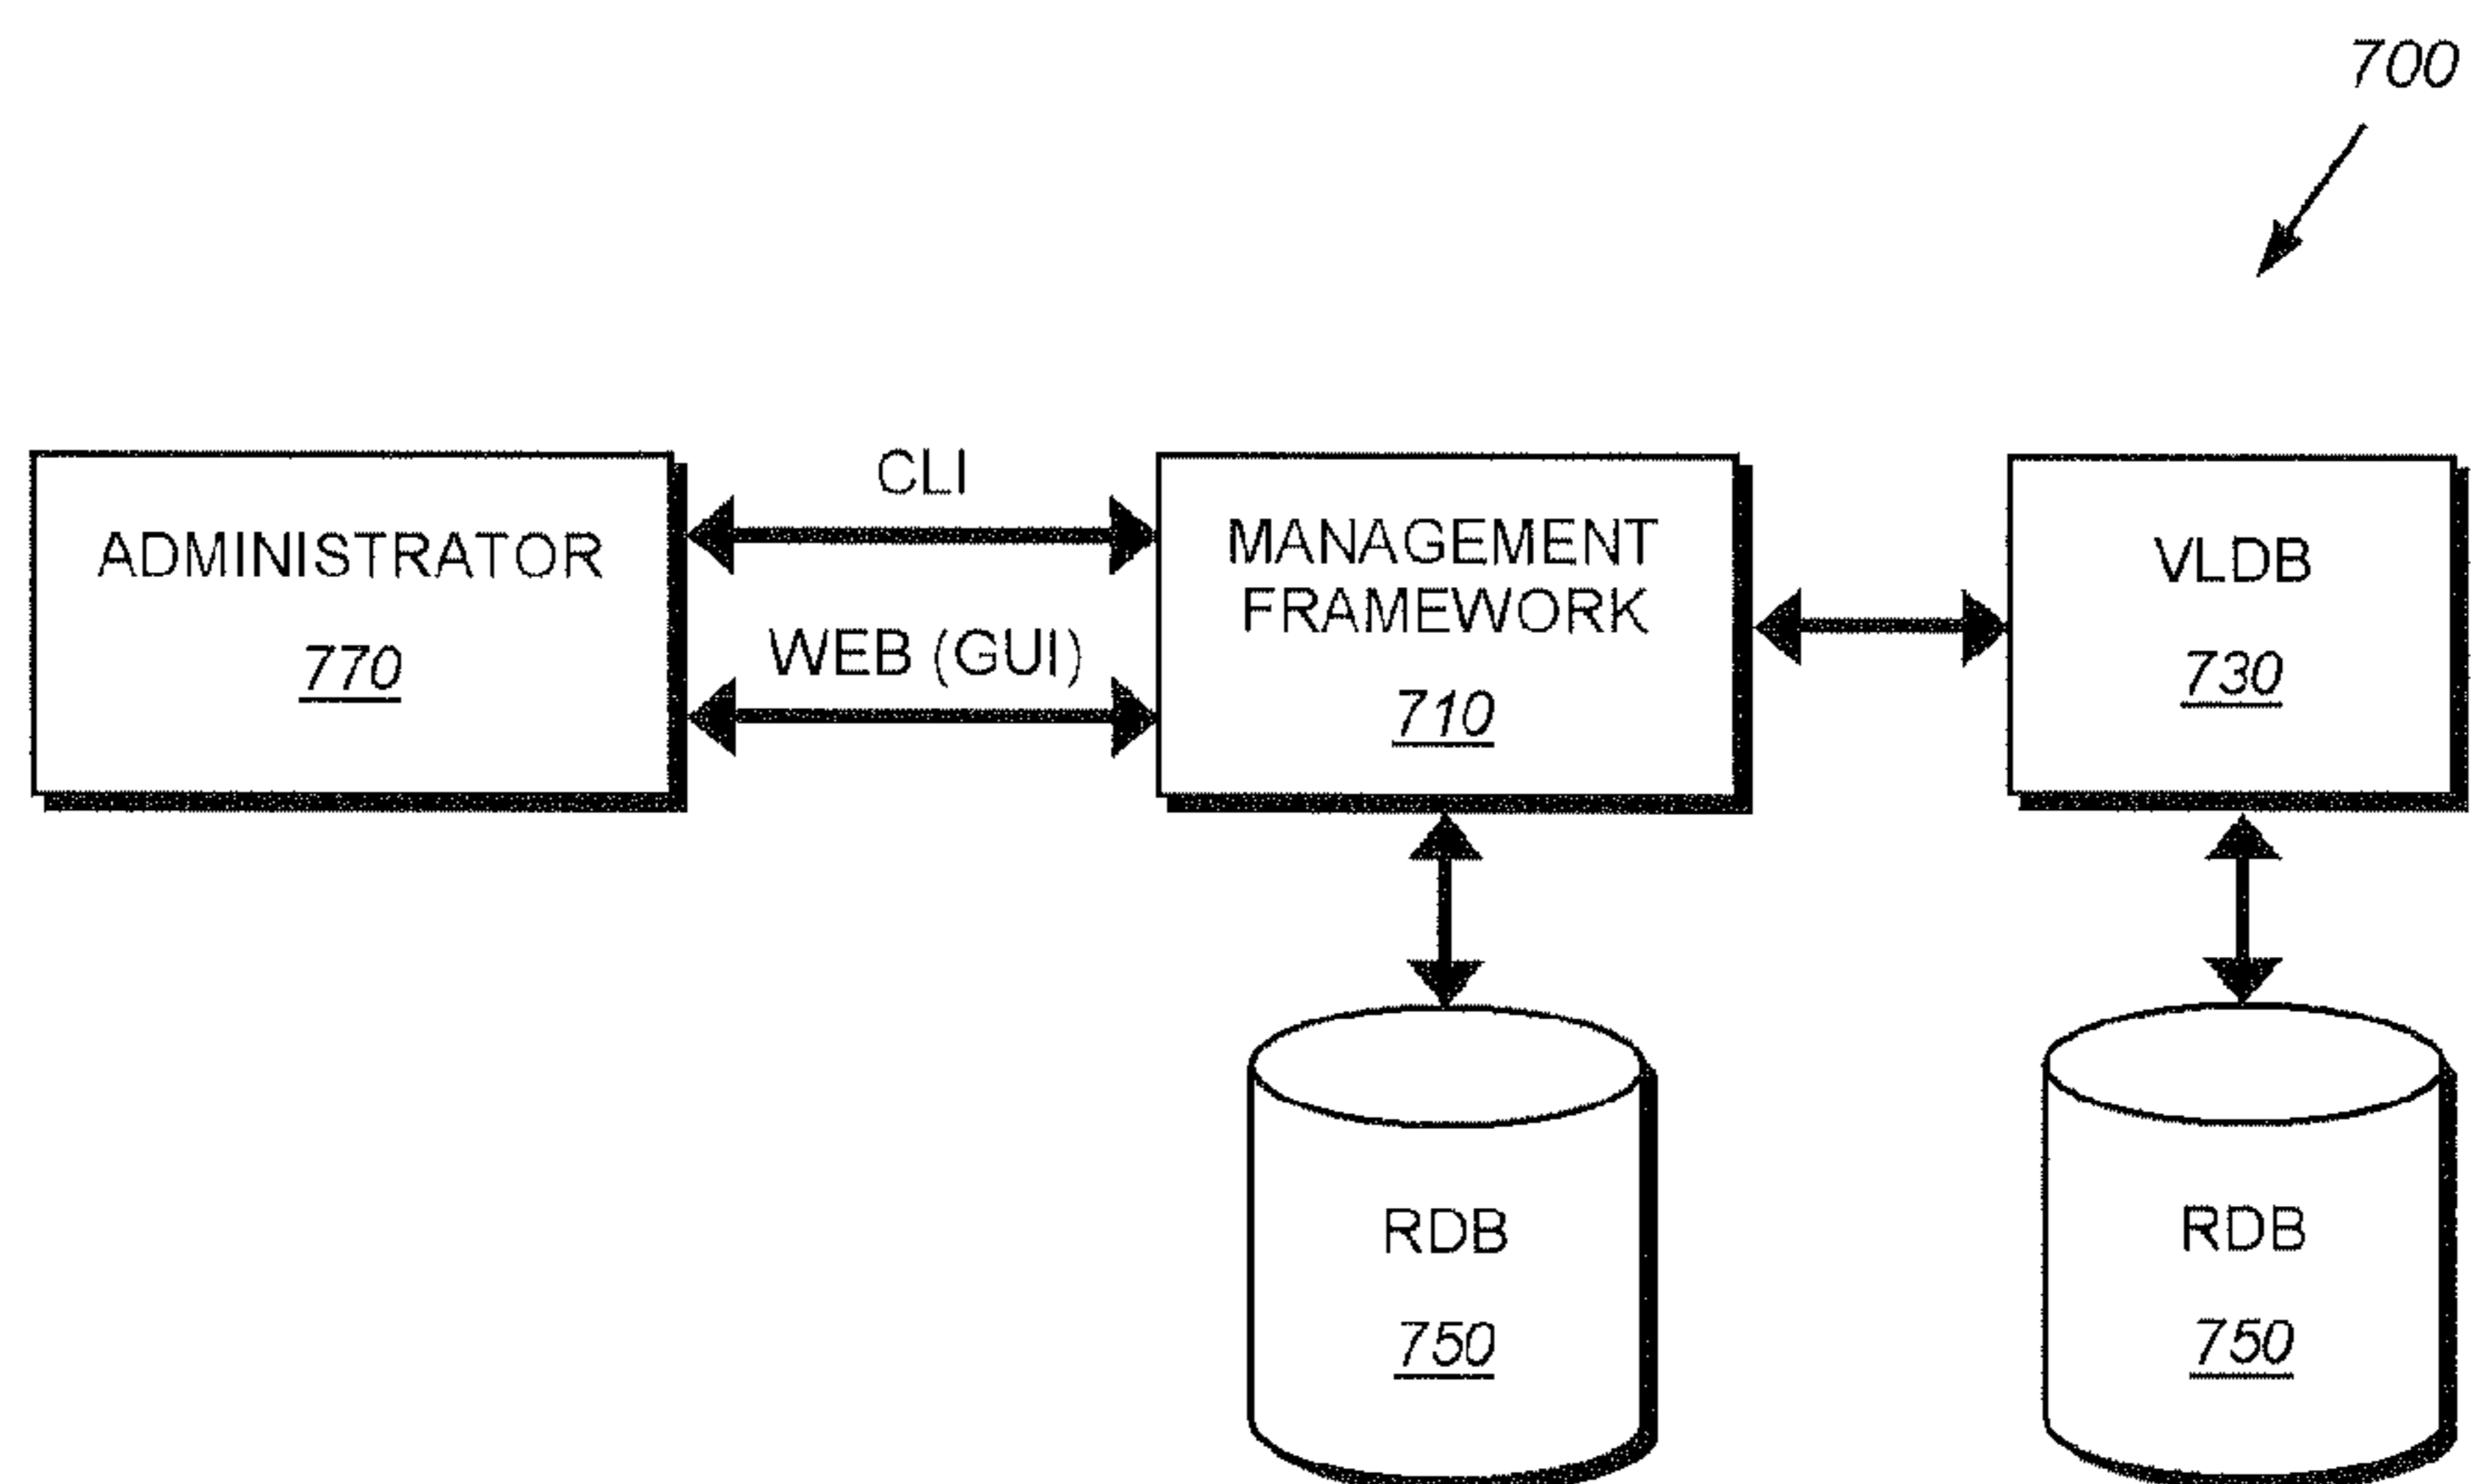 700
CLI
ADMINISTRATOR
770
WEB (GUI)
MANAGEMENT
FRAMEWORK
710
VLDB
730
RDB
750
RDB
750